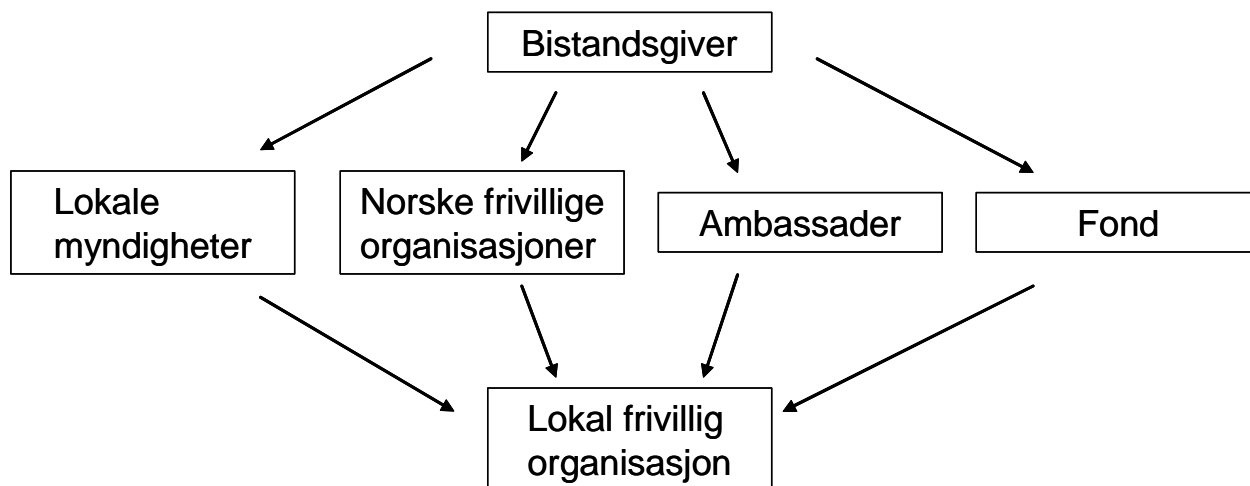 Bistandsgiver
Lokale
myndigheter
Norske frivillige
organisasjoner
Ambassader
Fond
Lokal frivillig
organisasjon